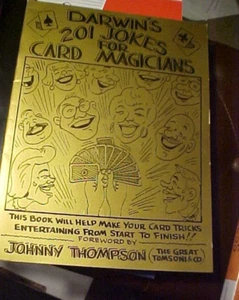 DARWIN'S
201 JOKES
FOR
CARD MAGICIANS
THIS BOOK WILL HELP MAKE YOUR CARD TRICKS
ENTERTAINING FROM START TO FINISH!!
FOREWORD BY
JOHNNY THOMPSON (THE GREAT
TOMSONI & CO.